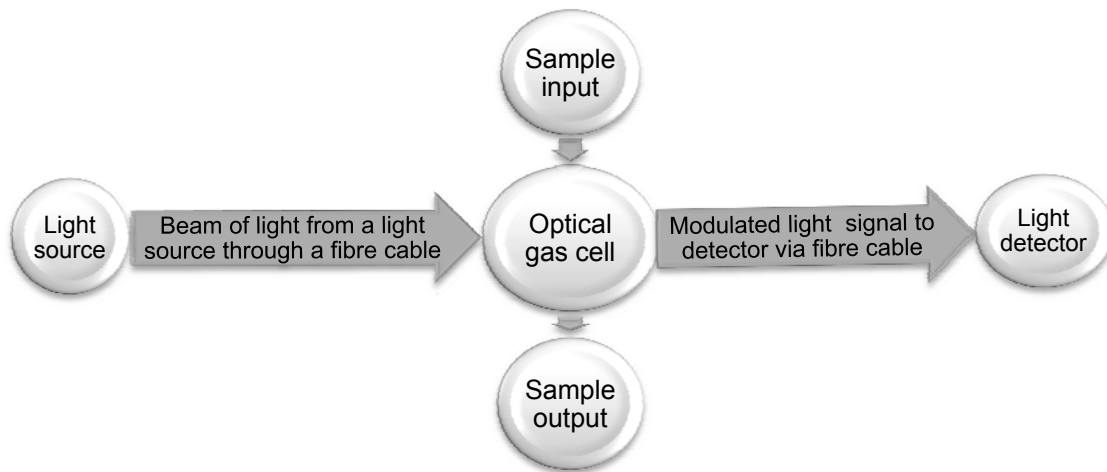 Sample
input
Light
source
Beam of light from a light
source through a fibre cable
Optical
gas cell
Modulated light signal to
detector via fibre cable
Light
detector
Sample
output